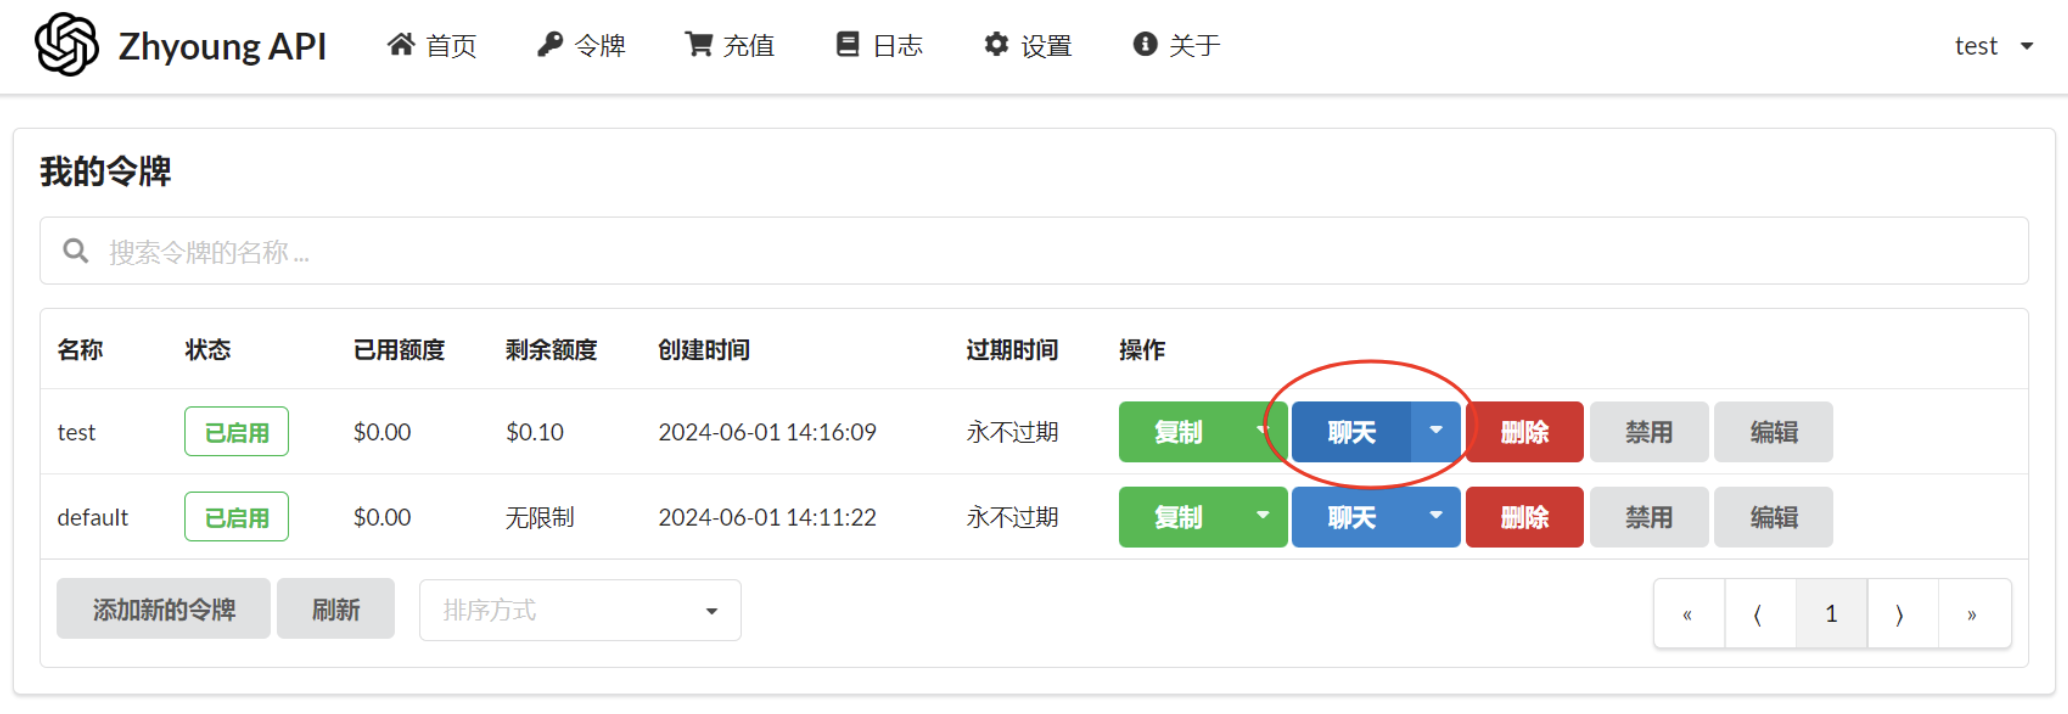 Zhyoung API 首页 令牌 充值 日志 设置 关于 test
我的令牌
搜索令牌的名称 ...
名称 状态 已用额度 剩余额度 创建时间 过期时间 操作
test 已启用 $0.00 $0.10 2024-06-01 14:16:09 永不过期 复制 聊天 删除 禁用 编辑
default 已启用 $0.00 无限制 2024-06-01 14:11:22 永不过期 复制 聊天 删除 禁用 编辑
添加新的令牌 刷新 排序方式 « ⟨ 1 ⟩ »